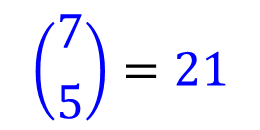 (7 5) = 21